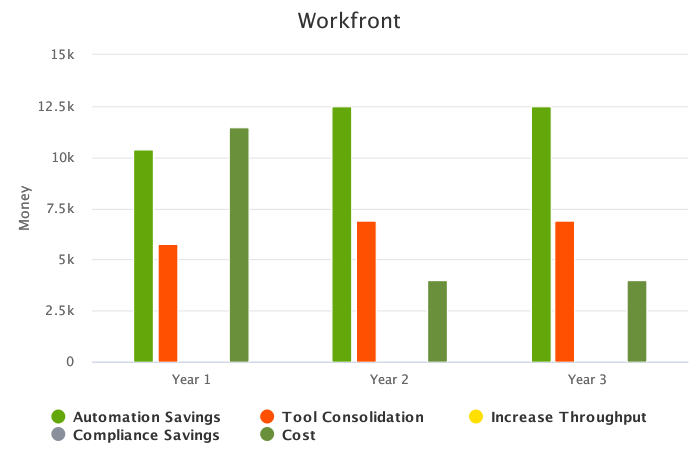 Workfront
15k
12.5k
10k
7.5k
5k
2.5k
0
Money
Year 1 Year 2 Year 3
Automation Savings Tool Consolidation Increase Throughput
Compliance Savings Cost